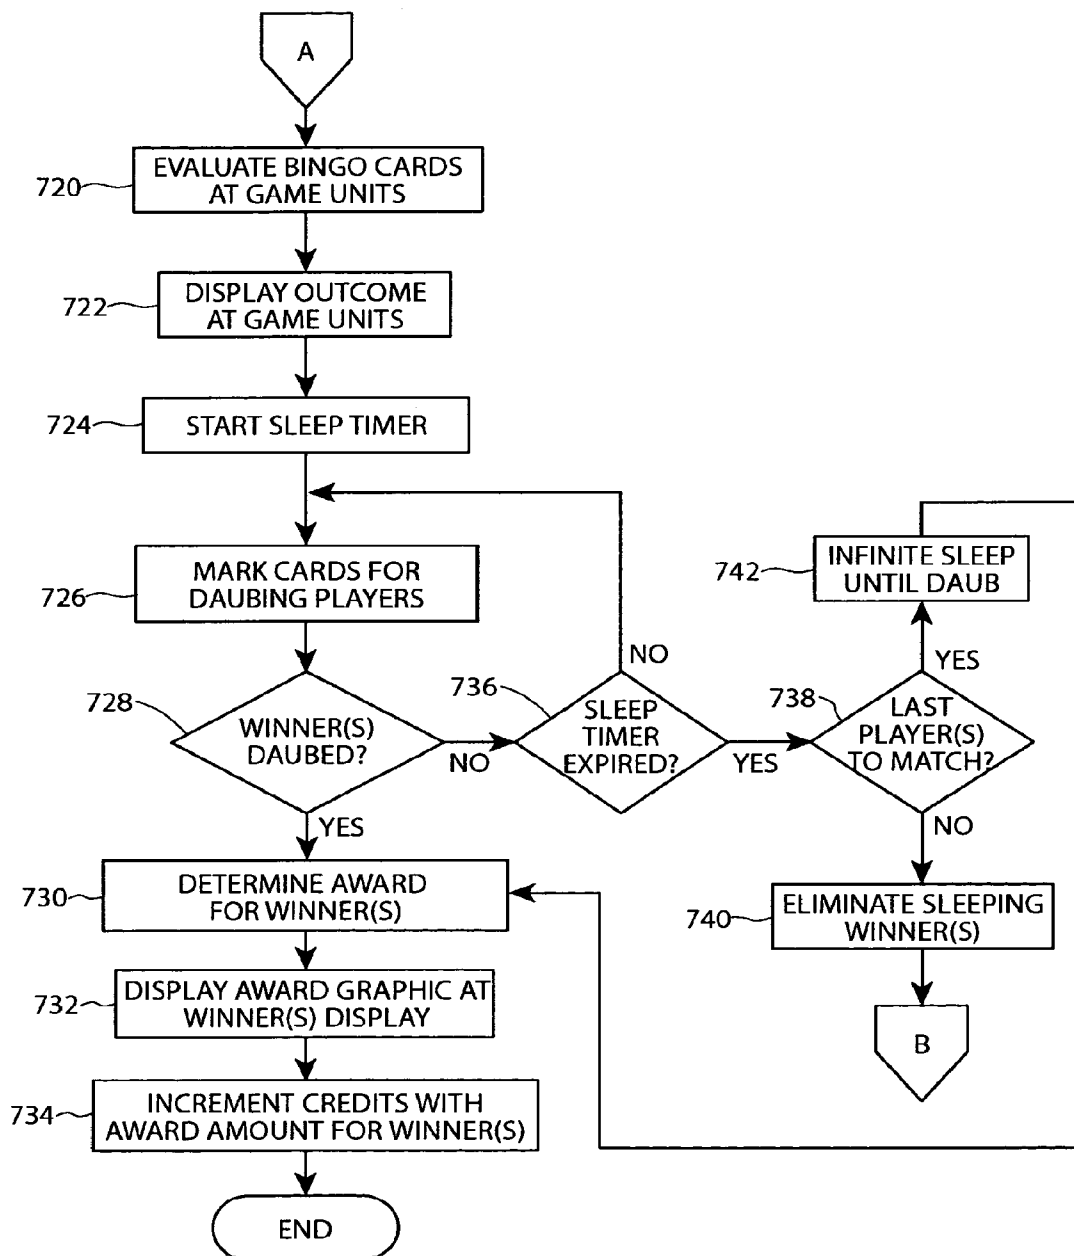 A
720
EVALUATE BINGO CARDS
AT GAME UNITS
722
DISPLAY OUTCOME
AT GAME UNITS
724
START SLEEP TIMER
726
MARK CARDS FOR
DAUBING PLAYERS
742
INFINITE SLEEP
UNTIL DAUB
NO
YES
728
WINNER(S)
DAUBED?
NO
736
SLEEP
TIMER
EXPIRED?
YES
738
LAST
PLAYER(S)
TO MATCH?
YES
NO
730
DETERMINE AWARD
FOR WINNER(S)
740
ELIMINATE SLEEPING
WINNER(S)
732
DISPLAY AWARD GRAPHIC AT
WINNER(S) DISPLAY
B
734
INCREMENT CREDITS WITH
AWARD AMOUNT FOR WINNER(S)
END